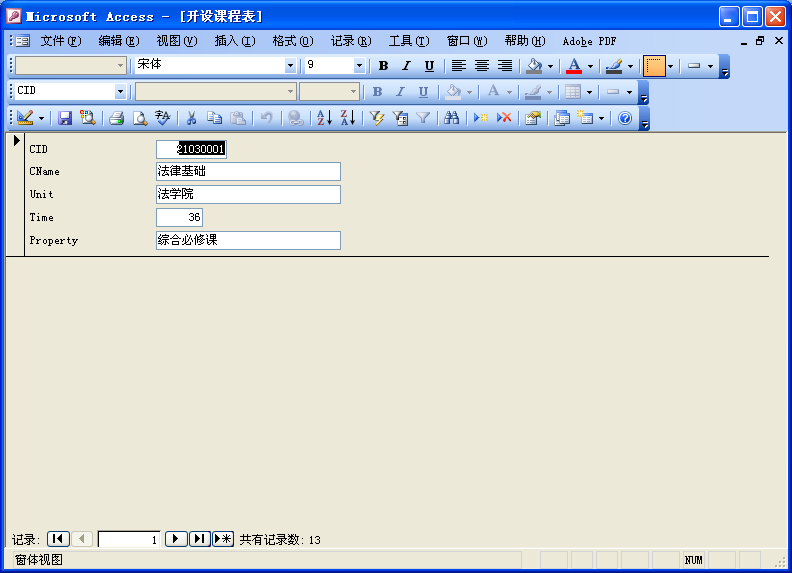 Microsoft Access - [开设课程表]
文件(F) 编辑(E) 视图(V) 插入(I) 格式(O) 记录(R) 工具(T) 窗口(W) 帮助(H) Adobe PDF
宋体 9 B I U A
CID B I U A
CID 21030001
CName 法律基础
Unit 法学院
Time 36
Property 综合必修课
记录: 1 共有记录数: 13
窗体视图 NUM